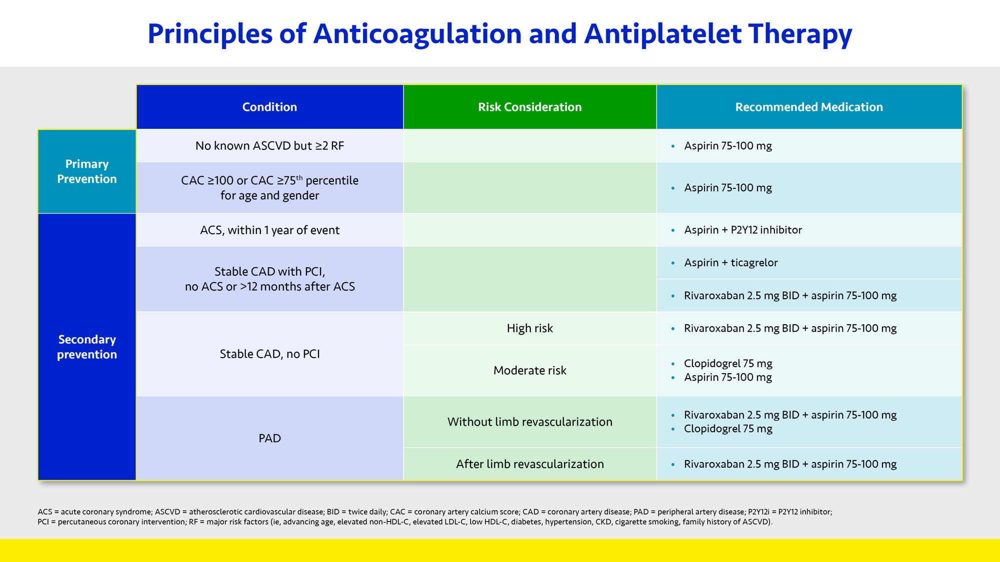 Principles of Anticoagulation and Antiplatelet Therapy
Condition
Risk Consideration
Recommended Medication
Primary
Prevention
No known ASCVD but ≥2 RF
• Aspirin 75-100 mg
CAC ≥100 or CAC ≥75th percentile
for age and gender
• Aspirin 75-100 mg
Secondary
prevention
ACS, within 1 year of event
• Aspirin + P2Y12 inhibitor
Stable CAD with PCI,
no ACS or >12 months after ACS
• Aspirin + ticagrelor
• Rivaroxaban 2.5 mg BID + aspirin 75-100 mg
Stable CAD, no PCI
High risk
• Rivaroxaban 2.5 mg BID + aspirin 75-100 mg
Moderate risk
• Clopidogrel 75 mg
• Aspirin 75-100 mg
PAD
Without limb revascularization
• Rivaroxaban 2.5 mg BID + aspirin 75-100 mg
• Clopidogrel 75 mg
After limb revascularization
• Rivaroxaban 2.5 mg BID + aspirin 75-100 mg
ACS = acute coronary syndrome; ASCVD = atherosclerotic cardiovascular disease; BID = twice daily; CAC = coronary artery calcium score; CAD = coronary artery disease; PAD = peripheral artery disease; P2Y12i = P2Y12 inhibitor;
PCI = percutaneous coronary intervention; RF = major risk factors (ie, advancing age, elevated non-HDL-C, elevated LDL-C, low HDL-C, diabetes, hypertension, CKD, cigarette smoking, family history of ASCVD).